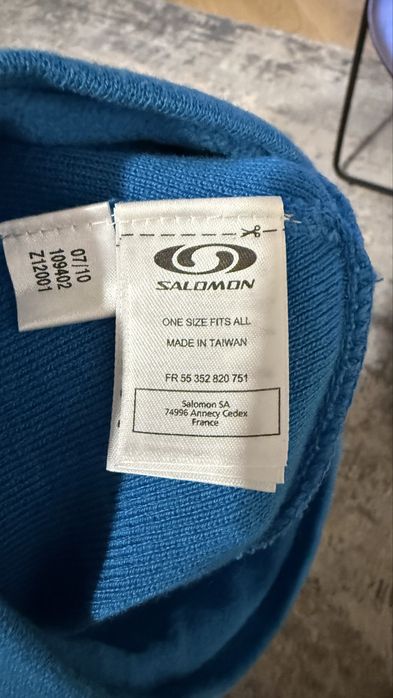 07/10
109402
Z12001
SALOMON
ONE SIZE FITS ALL
MADE IN TAIWAN
FR 55 352 820 751
Salomon SA
74996 Annecy Cedex
France